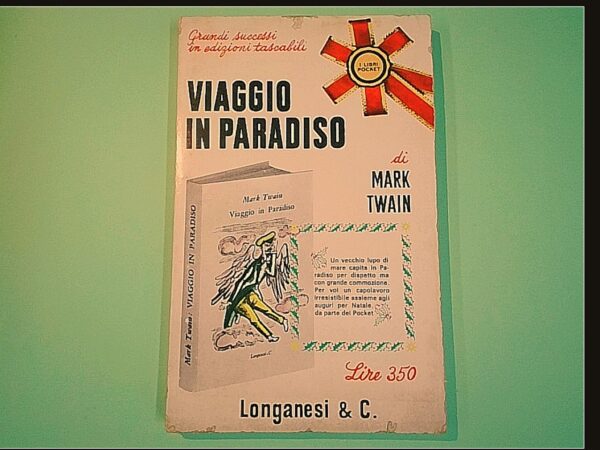 Grandi successi
in edizioni tascabili
I LIBRI
POCKET
VIAGGIO
IN PARADISO
di
MARK
TWAIN
Mark Twain
Viaggio in Paradiso
Mark Twain: VIAGGIO IN PARADISO
Longanesi & C.
Un vecchio lupo di
mare capita in Pa-
radiso per dispetto ma
con grande commozione.
Per voi un capolavoro
irresistibile assieme agli
auguri per Natale,
da parte dei Pocket
Lire 350
Longanesi & C.